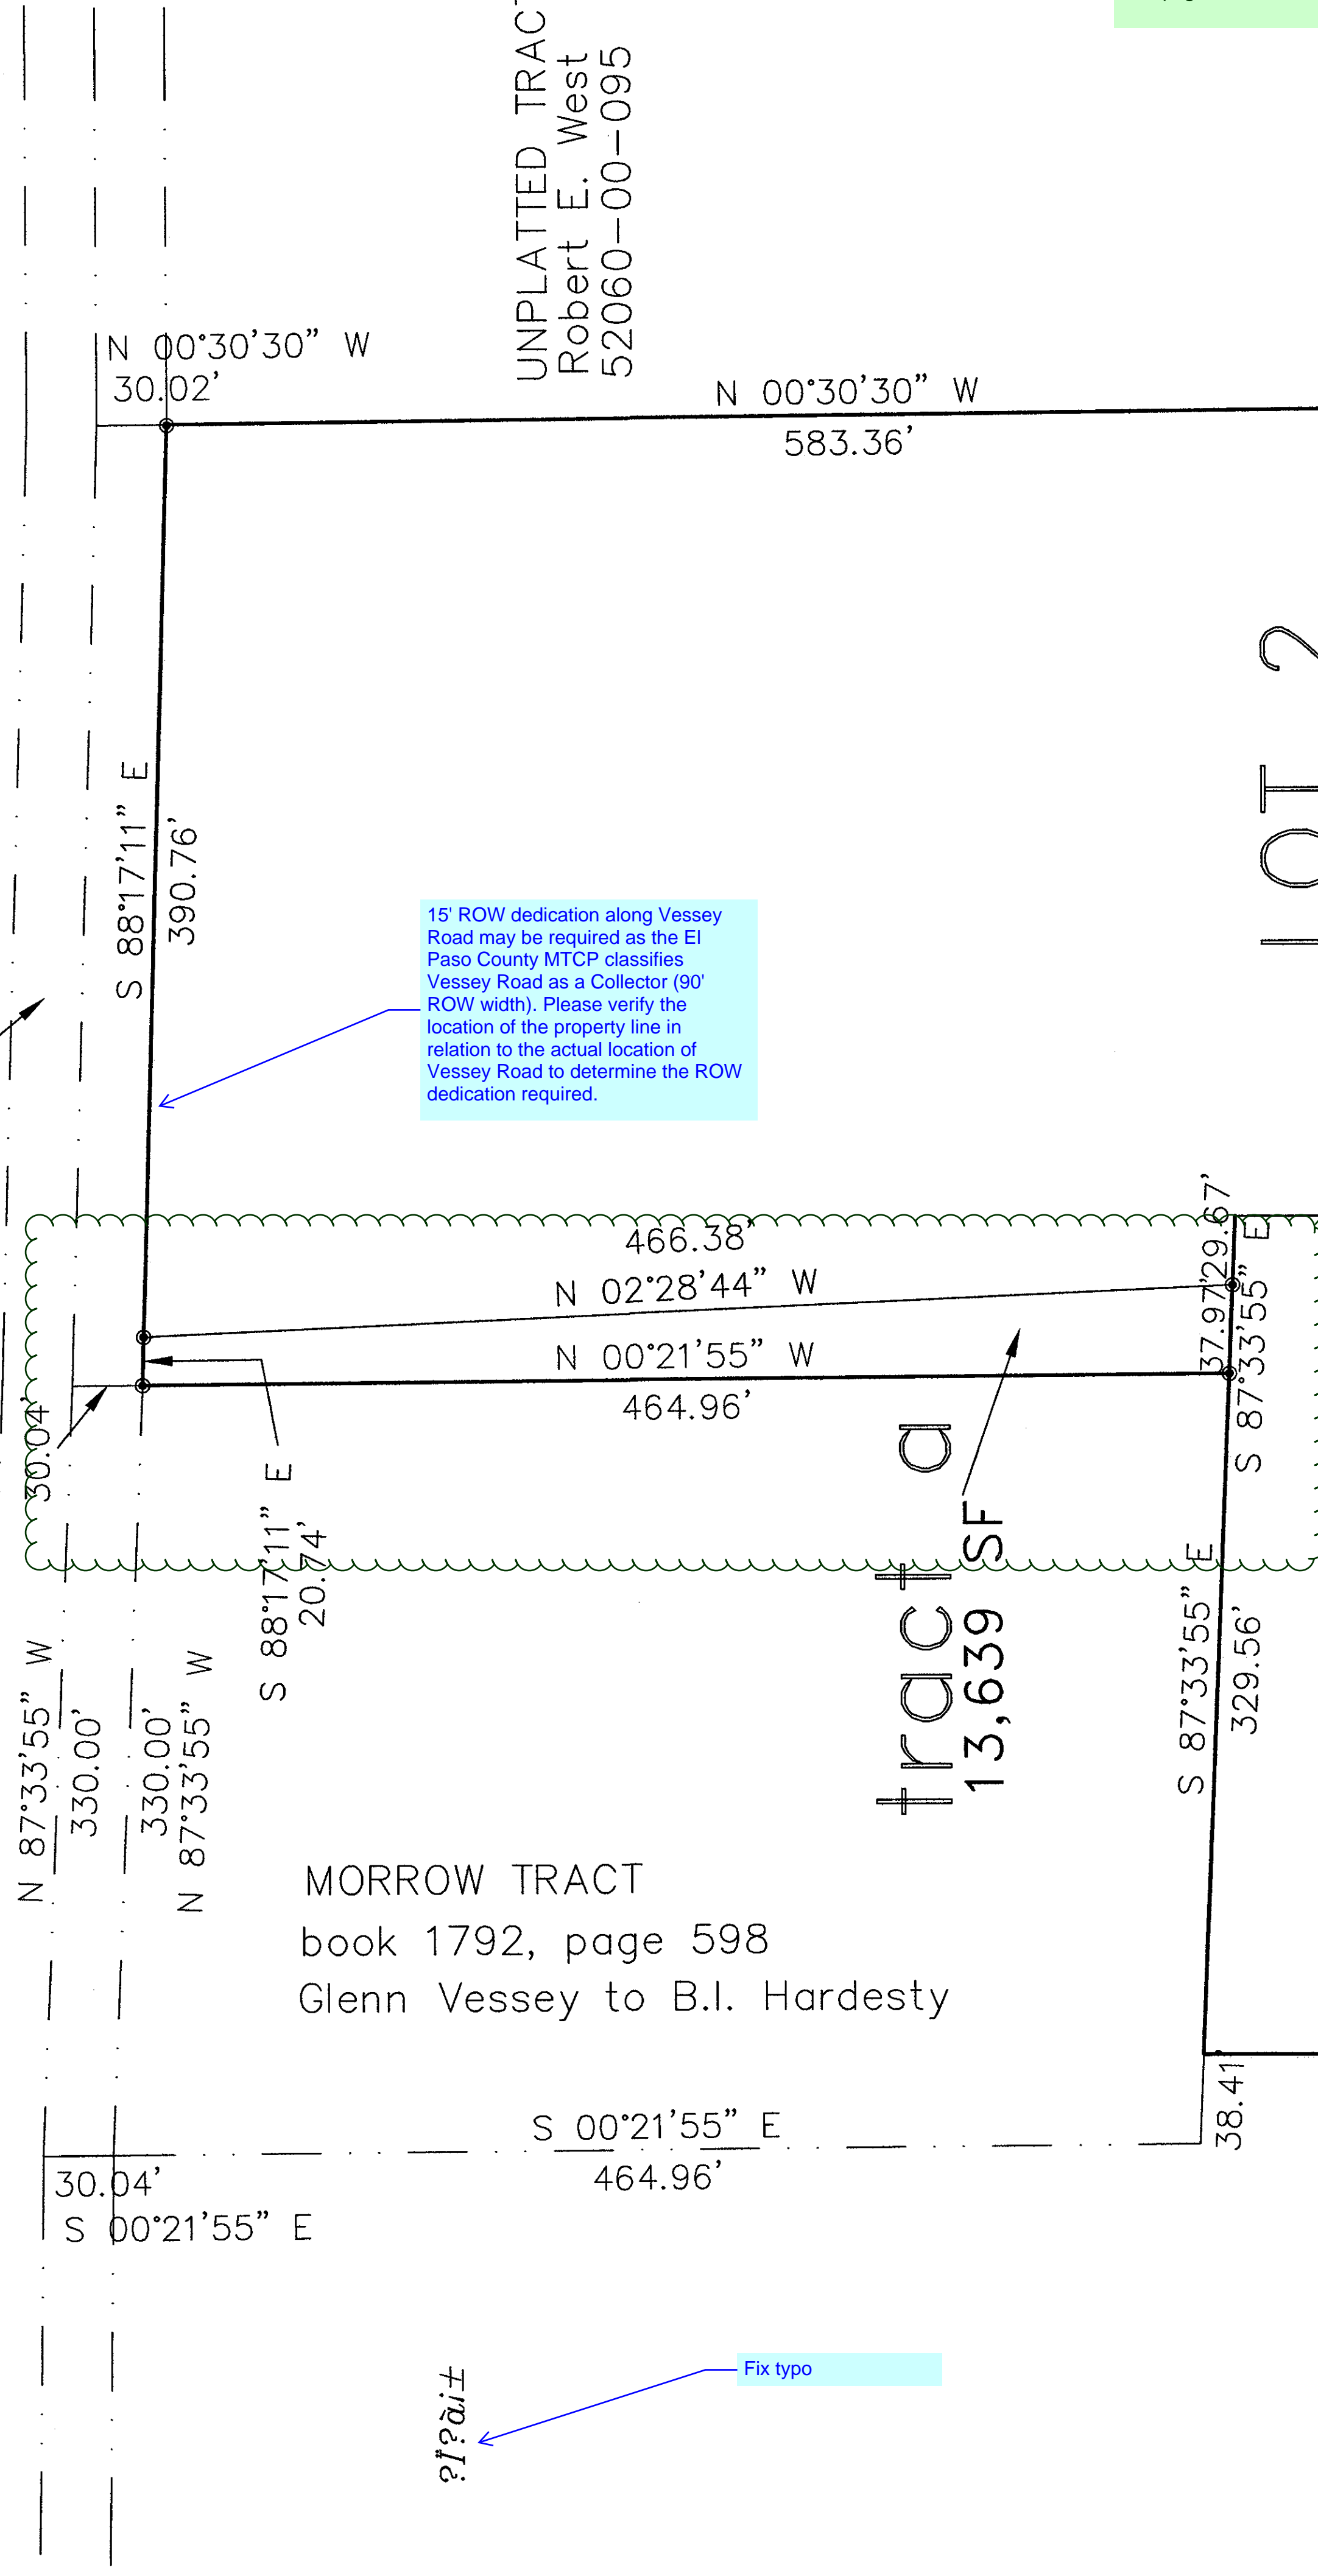 UNPLATTED TRAC
Robert E. West
52060-00-095
N 00°30'30" W
30.02'
N 00°30'30" W
583.36'
S 88°17'11" E
390.76'
LOT 2
15' ROW dedication along Vessey
Road may be required as the El
Paso County MTCP classifies
Vessey Road as a Collector (90'
ROW width). Please verify the
location of the property line in
relation to the actual location of
Vessey Road to determine the ROW
dedication required.
466.38'
N 02°28'44" W
N 00°21'55" W
464.96'
37.97'
29.67'
S 87°33'55" E
30.04'
S 88°17'11" E
20.74'
tract a
13,639 SF
S 87°33'55" E
329.56'
N 87°33'55" W
330.00'
330.00'
N 87°33'55" W
MORROW TRACT
book 1792, page 598
Glenn Vessey to B.I. Hardesty
38.41'
S 00°21'55" E
464.96'
30.04'
S 00°21'55" E
Fix typo
?Ï?ài±